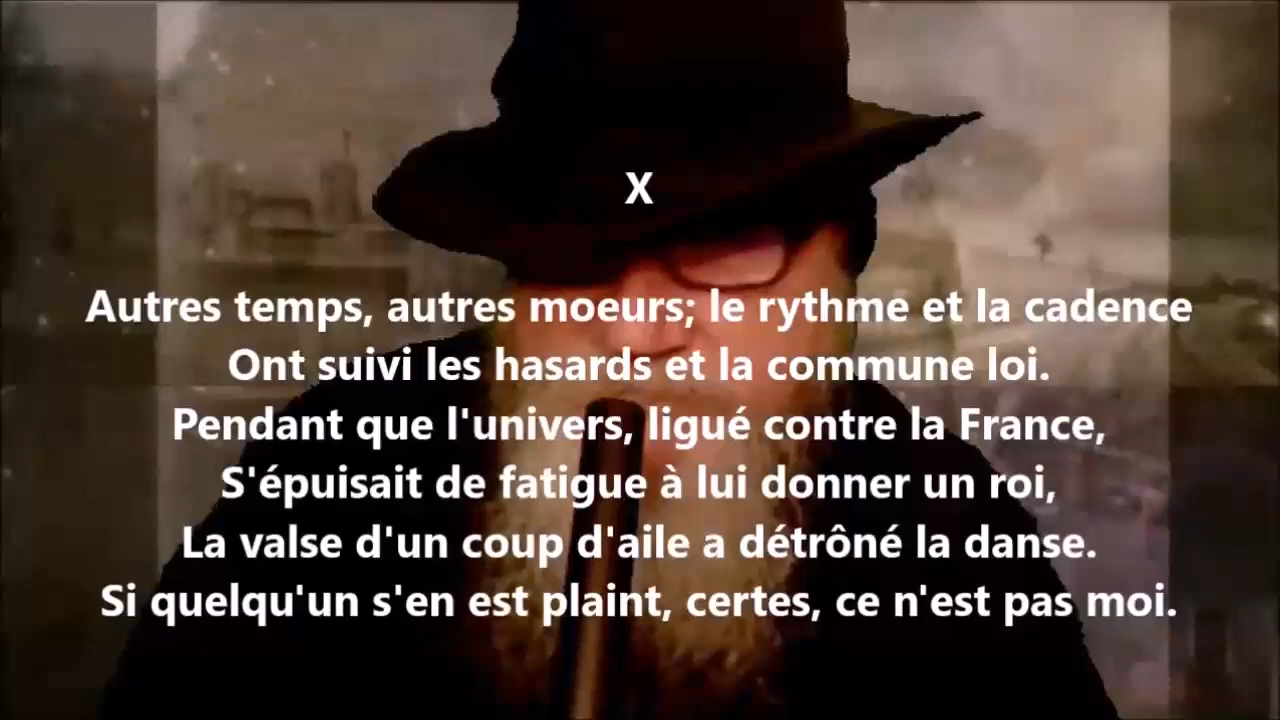 X
Autres temps, autres moeurs; le rythme et la cadence
Ont suivi les hasards et la commune loi.
Pendant que l'univers, ligué contre la France,
S'épuisait de fatigue à lui donner un roi,
La valse d'un coup d'aile a détrôné la danse.
Si quelqu'un s'en est plaint, certes, ce n'est pas moi.